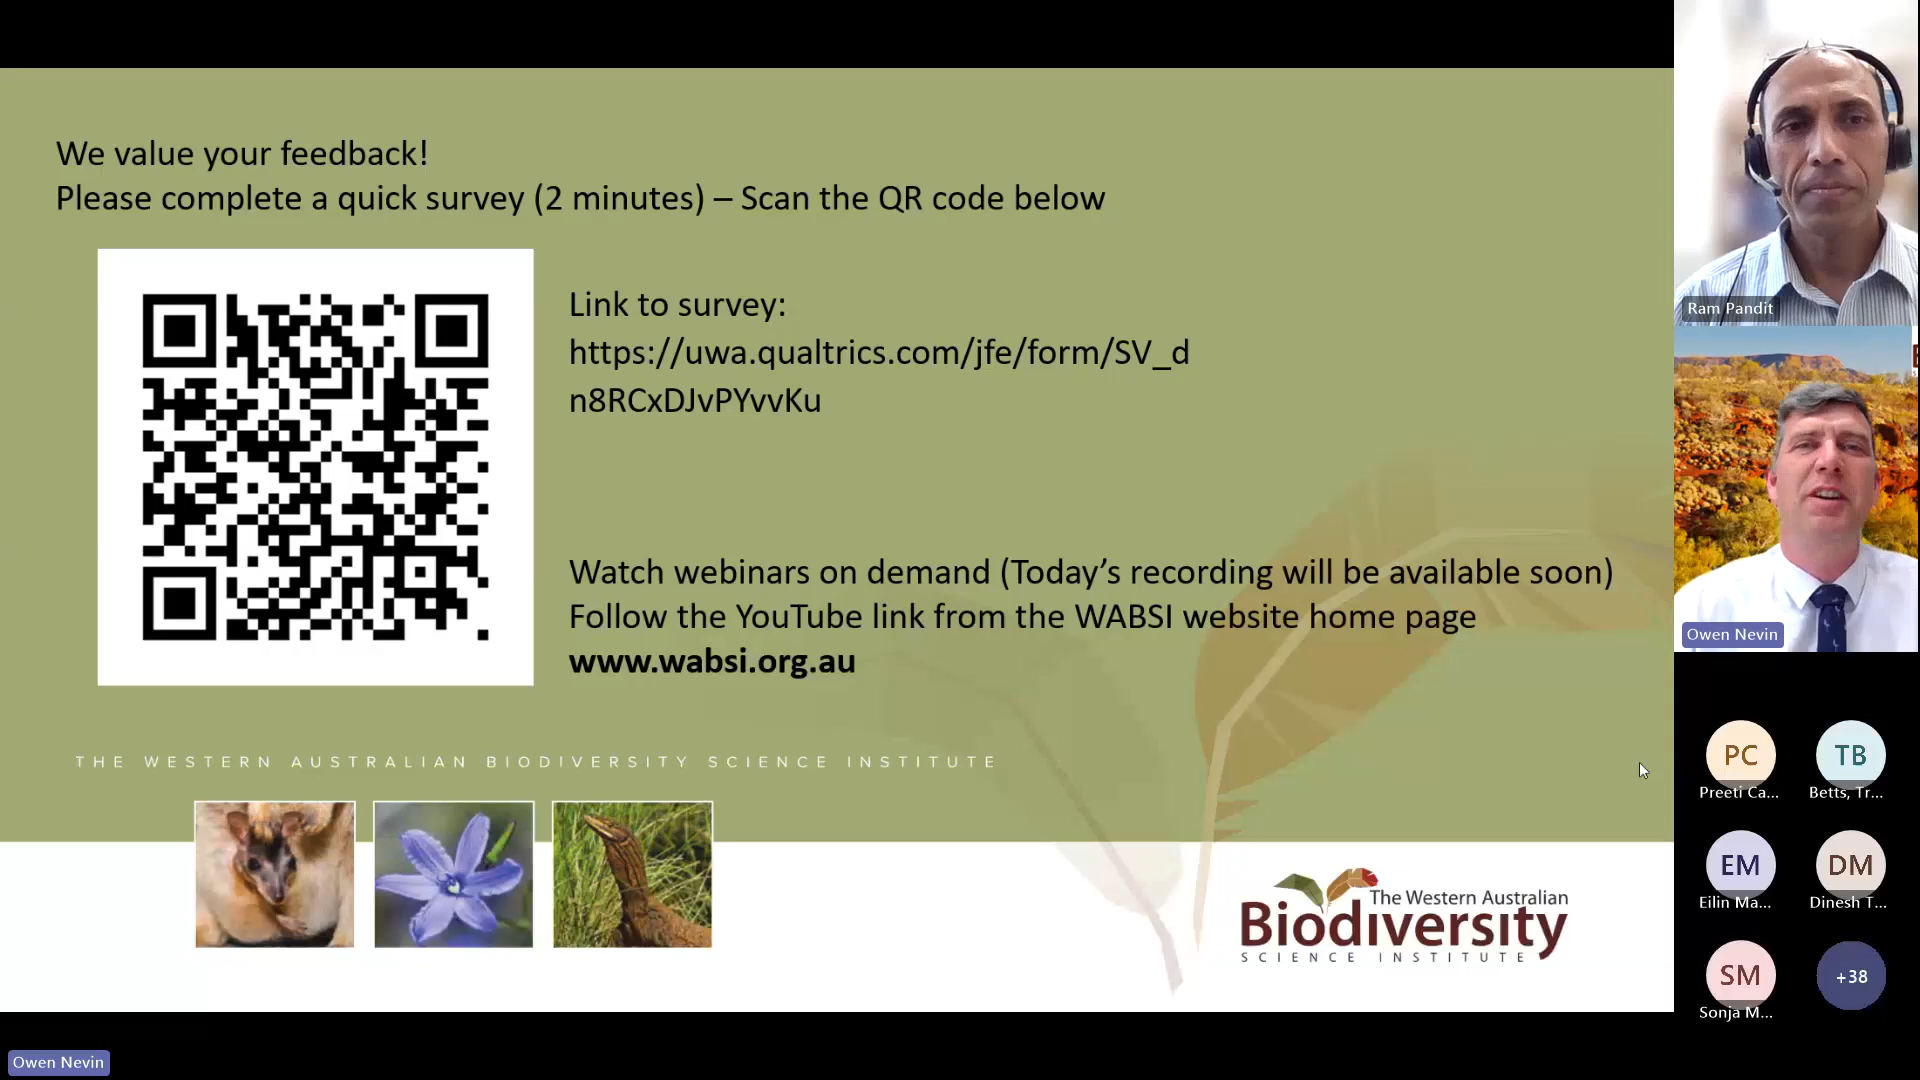 We value your feedback!
Please complete a quick survey (2 minutes) – Scan the QR code below
Link to survey:
https://uwa.qualtrics.com/jfe/form/SV_d
n8RCxDJvPYvvKu
Watch webinars on demand (Today's recording will be available soon)
Follow the YouTube link from the WABSI website home page
www.wabsi.org.au
THE WESTERN AUSTRALIAN BIODIVERSITY SCIENCE INSTITUTE
The Western Australian
Biodiversity
SCIENCE INSTITUTE
Ram Pandit
Owen Nevin
PC
Preeti Ca...
TB
Betts, Tr...
EM
Eilin Ma...
DM
Dinesh T...
SM
Sonja M...
+38
Owen Nevin